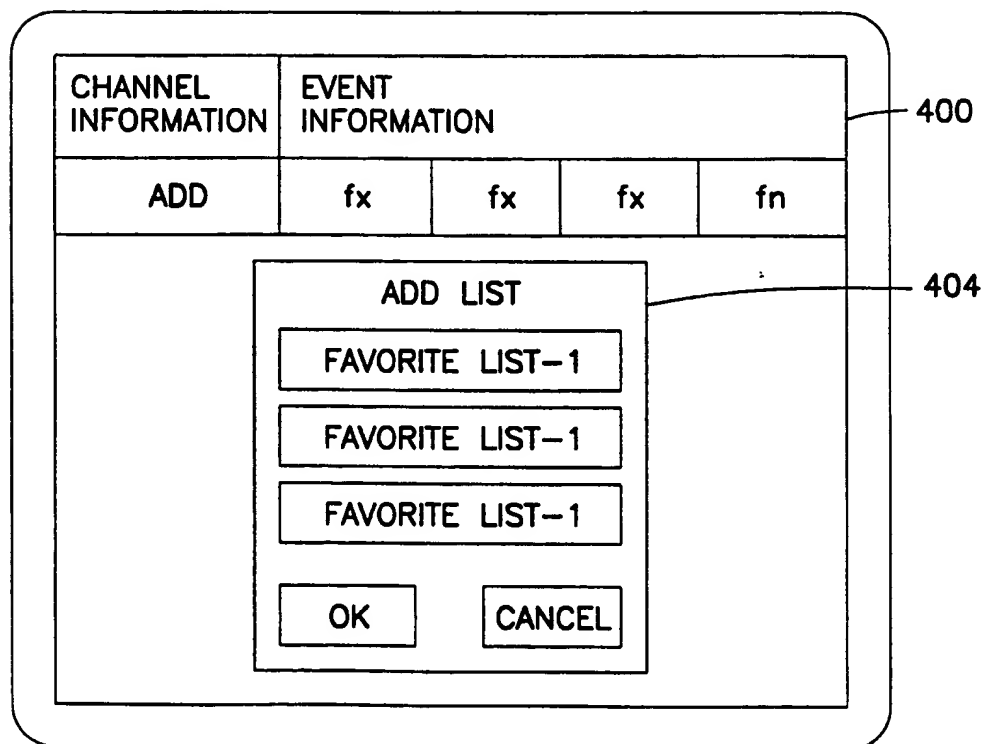 CHANNEL INFORMATION
EVENT INFORMATION
400
ADD fx fx fx fn
ADD LIST
404
FAVORITE LIST-1
FAVORITE LIST-1
FAVORITE LIST-1
OK CANCEL